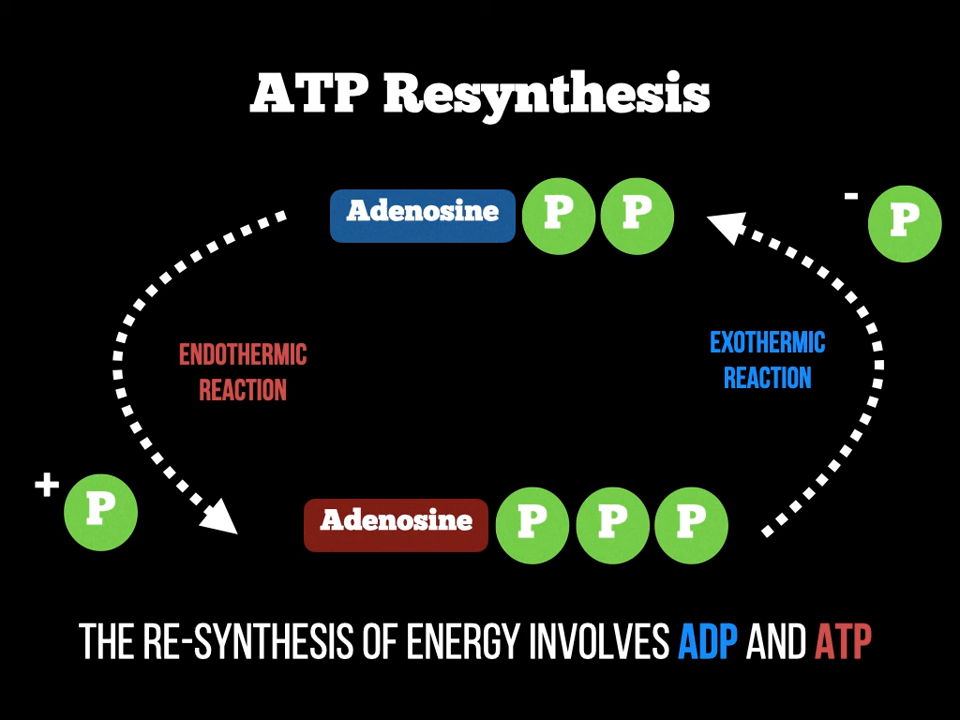 ATP Resynthesis
Adenosine P P
- P
ENDOTHERMIC
REACTION
EXOTHERMIC
REACTION
+ P
Adenosine P P P
THE RE-SYNTHESIS OF ENERGY INVOLVES ADP AND ATP